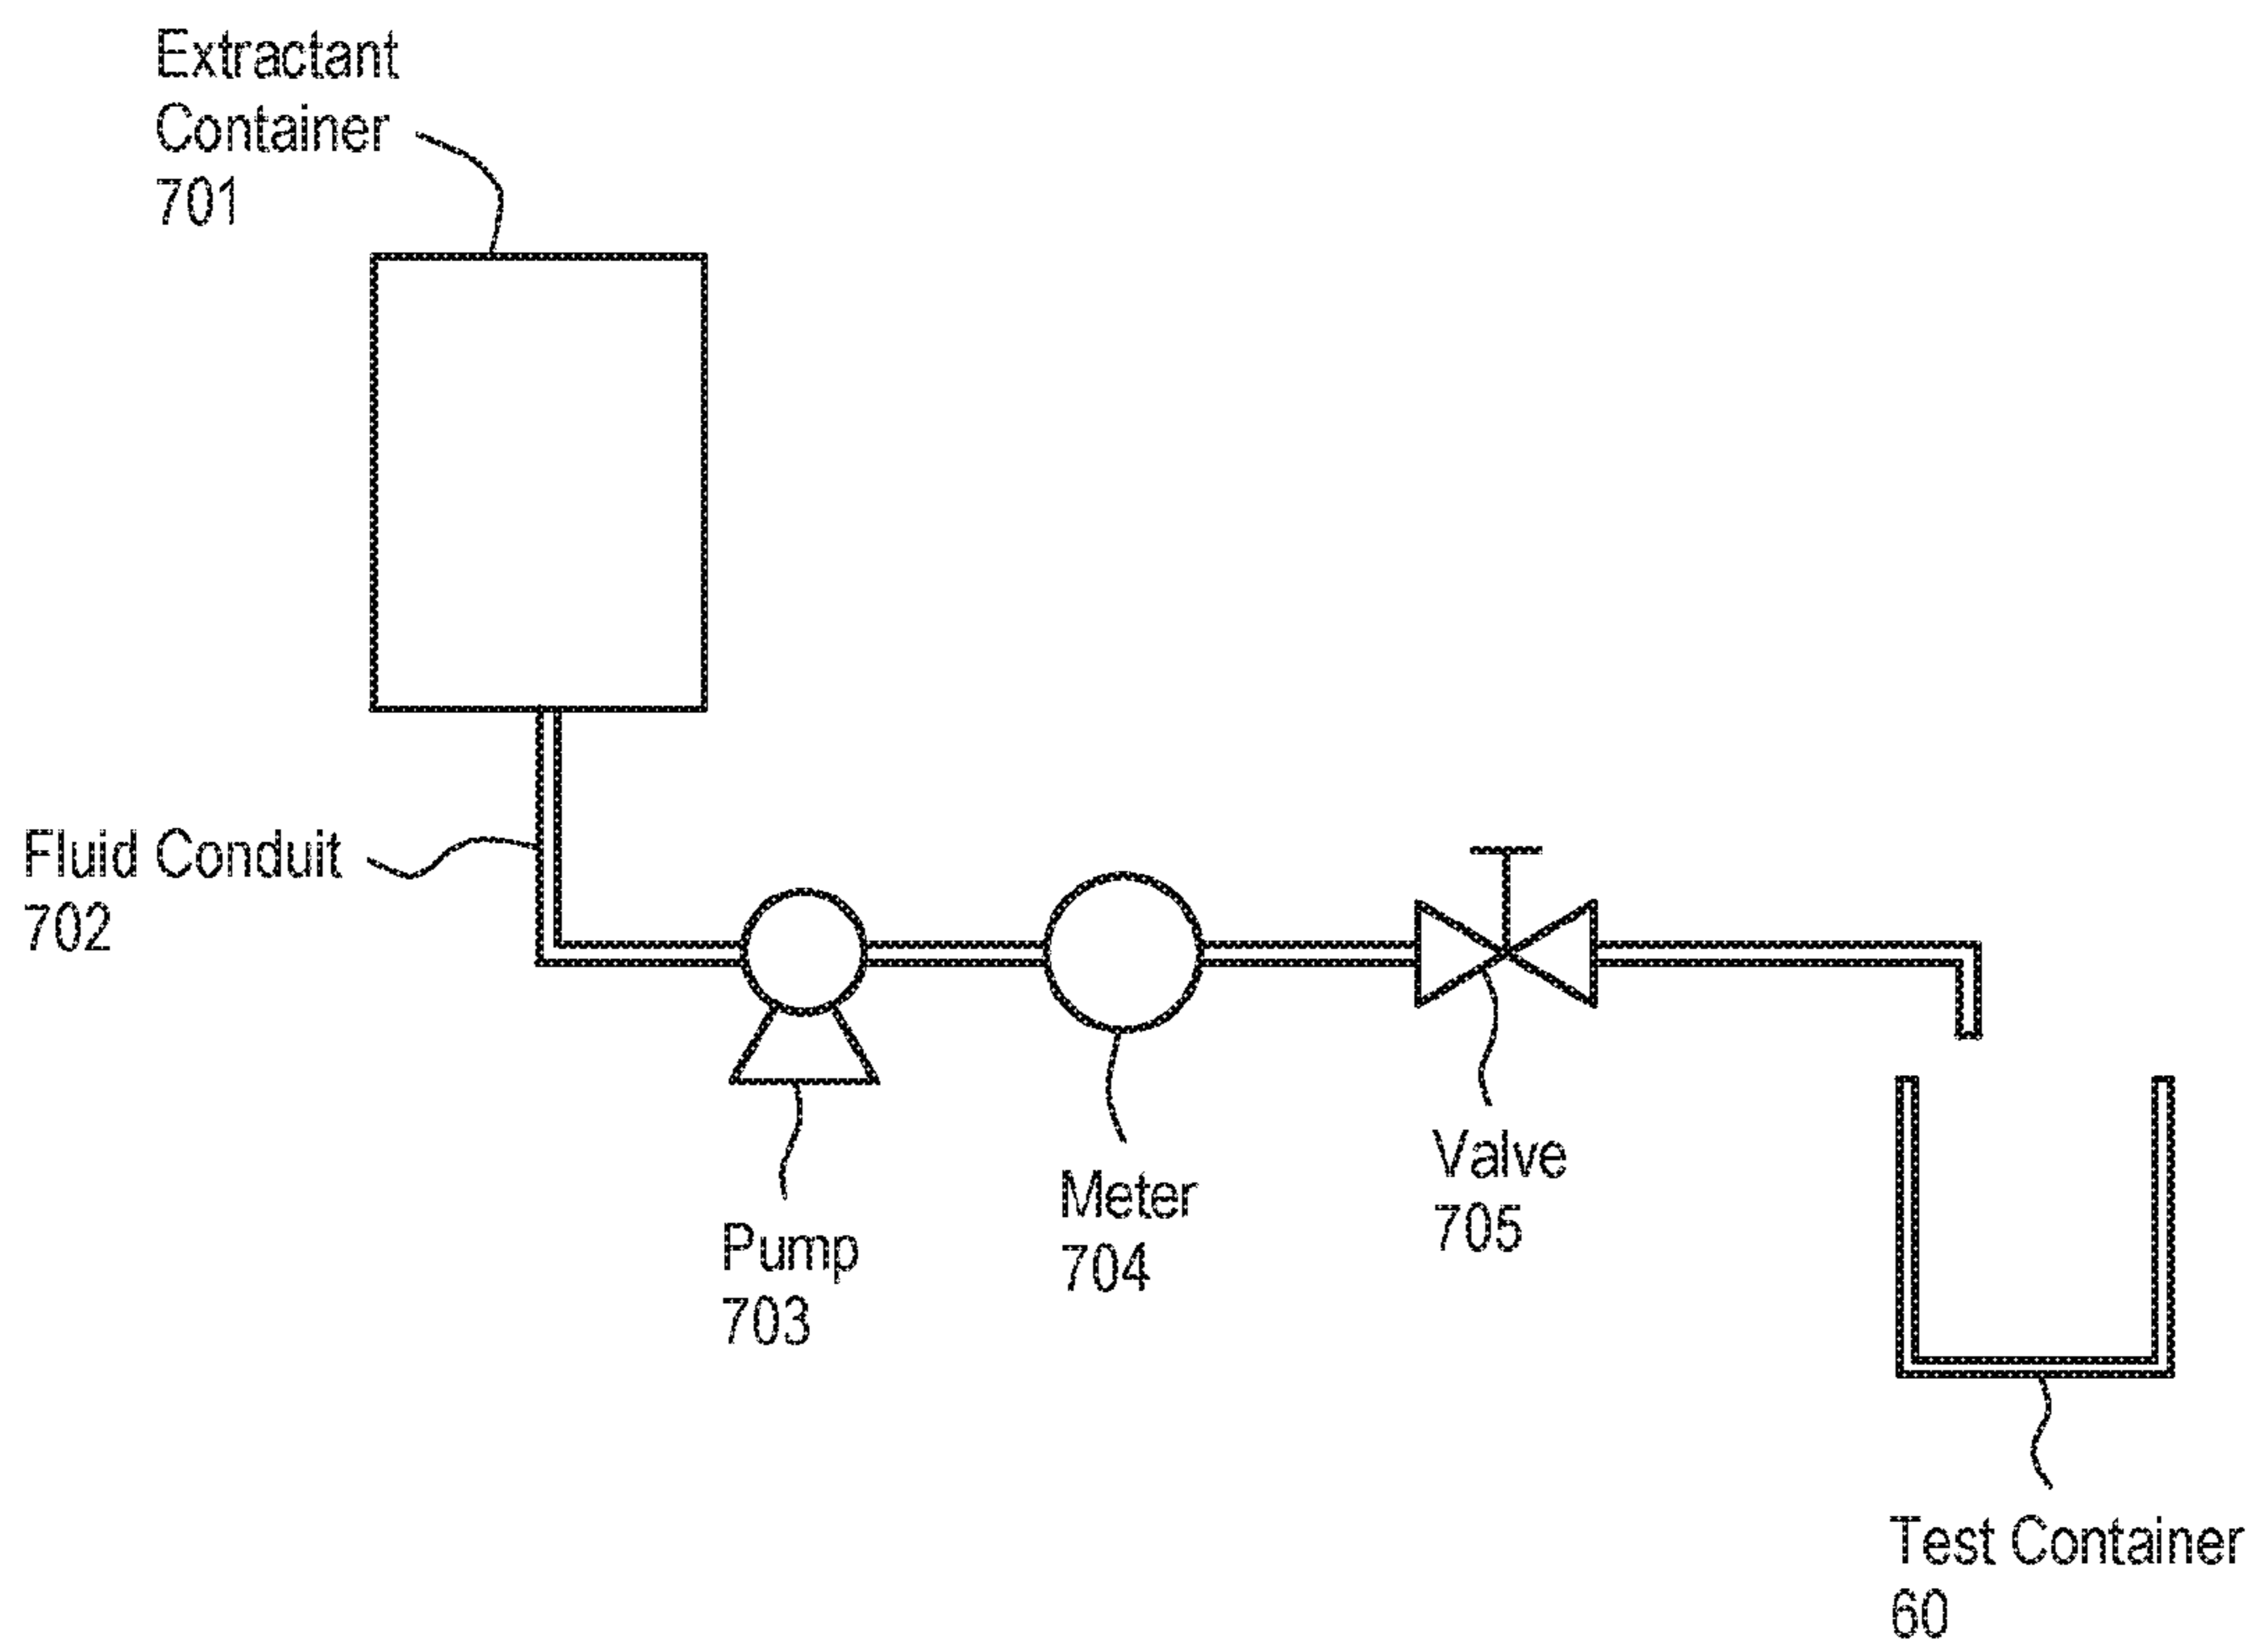 Extractant
Container
701
Fluid Conduit
702
Pump
703
Meter
704
Valve
705
Test Container
60